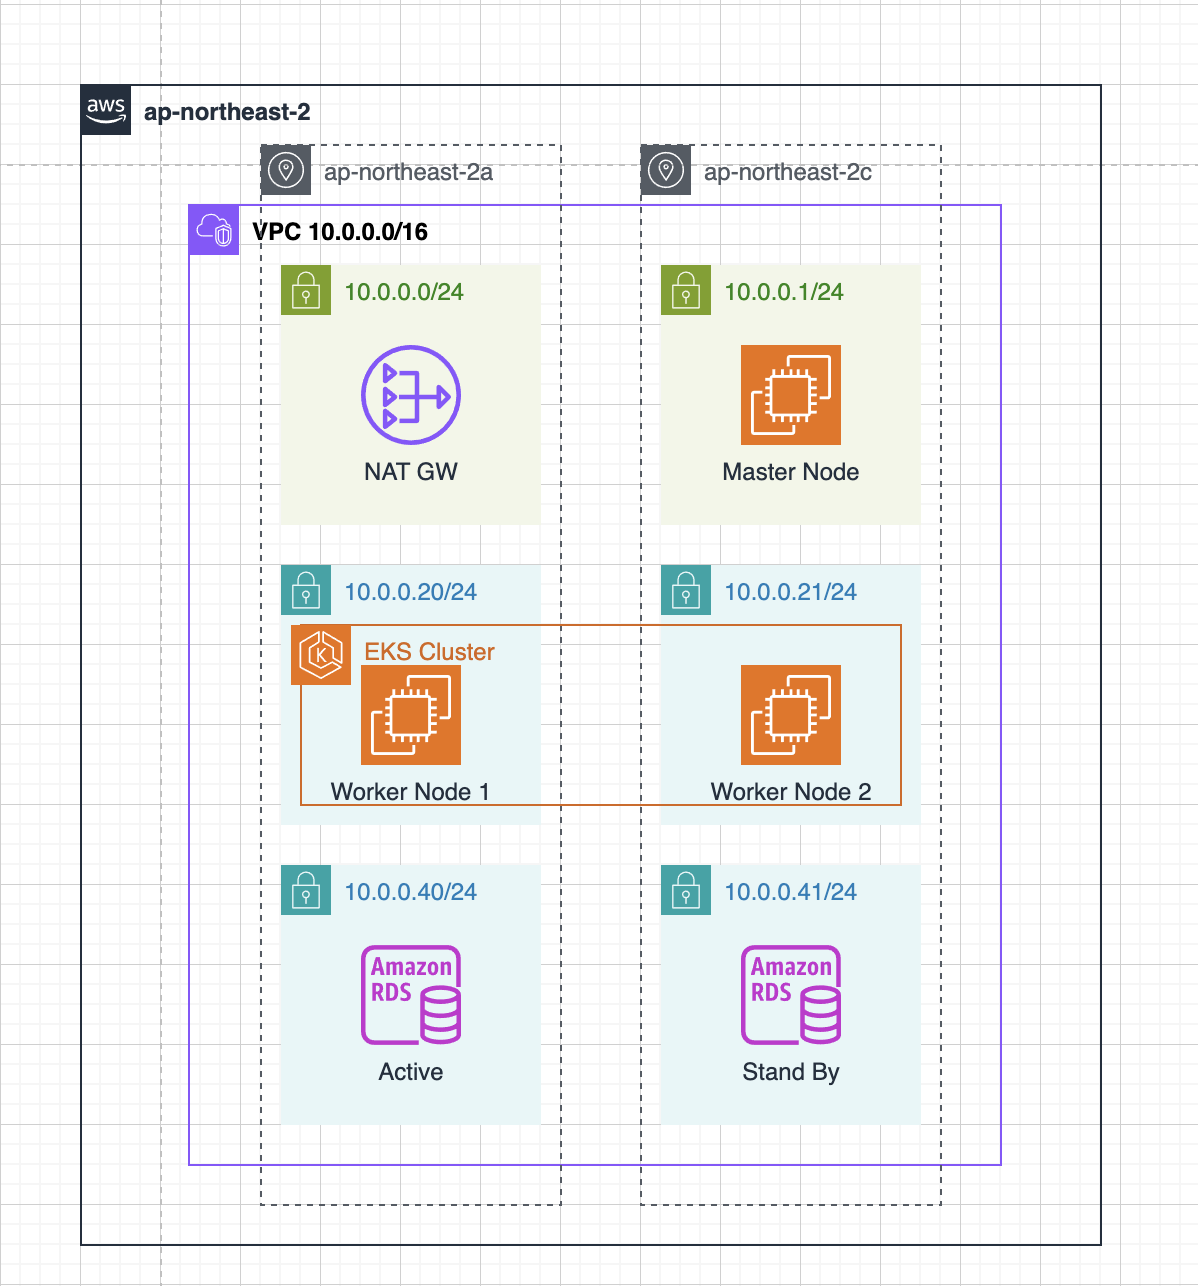 aws
ap-northeast-2
ap-northeast-2a
ap-northeast-2c
VPC 10.0.0.0/16
10.0.0.0/24
10.0.0.1/24
NAT GW
Master Node
10.0.0.20/24
10.0.0.21/24
K
EKS Cluster
Worker Node 1
Worker Node 2
10.0.0.40/24
10.0.0.41/24
Amazon
RDS
Amazon
RDS
Active
Stand By